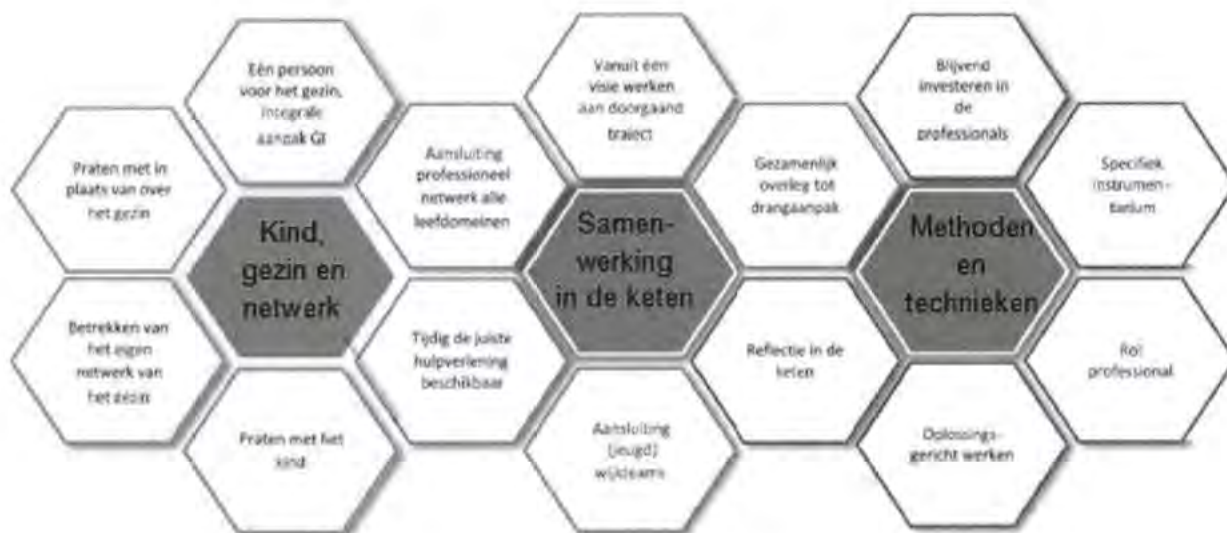 Eén persoon
voor het gezin,
integrale
aanpak GI
Praten met in
plaats van over
het gezin
Kind,
gezin en
netwerk
Betrekken van
het eigen
netwerk van
het gezin
Praten met het
kind
Aansluiting
professioneel
netwerk alle
leefdomeinen
Tijdig de juiste
hulpverlening
beschikbaar
Vanuit één
visie werken
aan doorgaand
traject
Samen-
werking
in de keten
Aansluiting
(jeugd)
wijkteams
Gezamenlijk
overleg tot
drangaanpak
Reflectie in de
keten
Blijvend
investeren in
de
professionals
Methoden
en
technieken
Oplossings-
gericht werken
Specifiek
instrumen-
tarium
Rol
professional